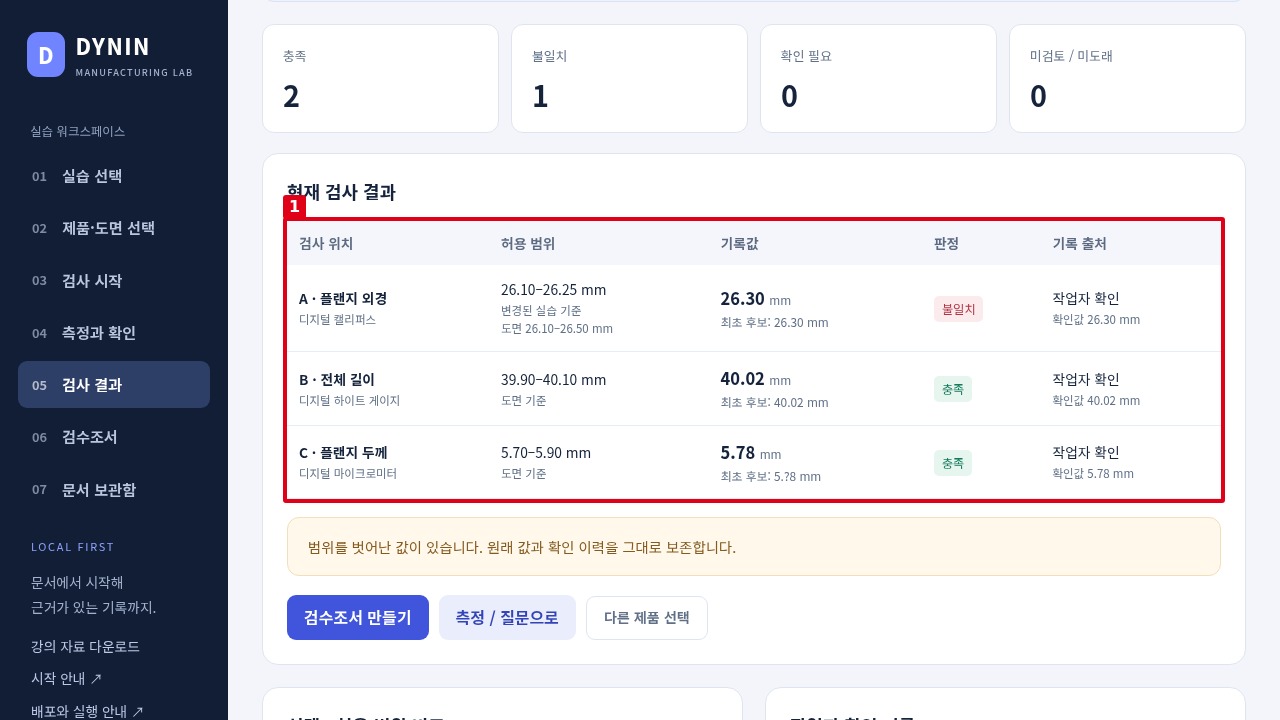 D
DYNIN
MANUFACTURING LAB
실습 워크스페이스
01 실습 선택
02 제품·도면 선택
03 검사 시작
04 측정과 확인
05 검사 결과
06 검수조서
07 문서 보관함
LOCAL FIRST
문서에서 시작해
근거가 있는 기록까지.
강의 자료 다운로드
시작 안내 ↗
배포와 실행 안내 ↗
충족
2
불일치
1
확인 필요
0
미검토 / 미도래
0
현재 검사 결과
1
검사 위치 허용 범위 기록값 판정 기록 출처
A · 플랜지 외경
디지털 캘리퍼스
26.10–26.25 mm
변경된 실습 기준
도면 26.10–26.50 mm
26.30 mm
최초 후보: 26.30 mm
불일치
작업자 확인
확인값 26.30 mm
B · 전체 길이
디지털 하이트 게이지
39.90–40.10 mm
도면 기준
40.02 mm
최초 후보: 40.02 mm
충족
작업자 확인
확인값 40.02 mm
C · 플랜지 두께
디지털 마이크로미터
5.70–5.90 mm
도면 기준
5.78 mm
최초 후보: 5.?8 mm
충족
작업자 확인
확인값 5.78 mm
범위를 벗어난 값이 있습니다. 원래 값과 확인 이력을 그대로 보존합니다.
검수조서 만들기
측정 / 질문으로
다른 제품 선택